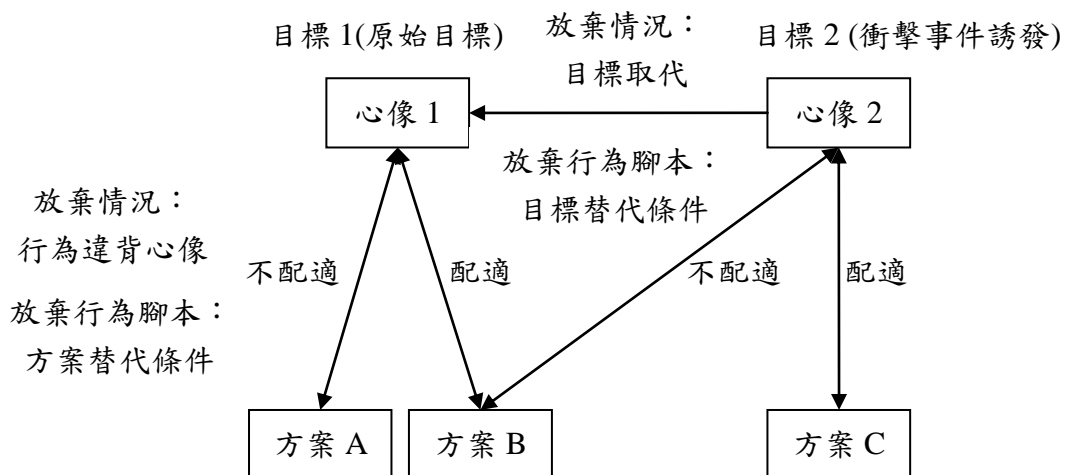 目標 1(原始目標)
放棄情況：
目標取代
目標 2 (衝擊事件誘發)
心像 1
心像 2
放棄行為腳本：
目標替代條件
放棄情況：
行為違背心像
放棄行為腳本：
方案替代條件
不配適
配適
不配適
配適
方案 A
方案 B
方案 C